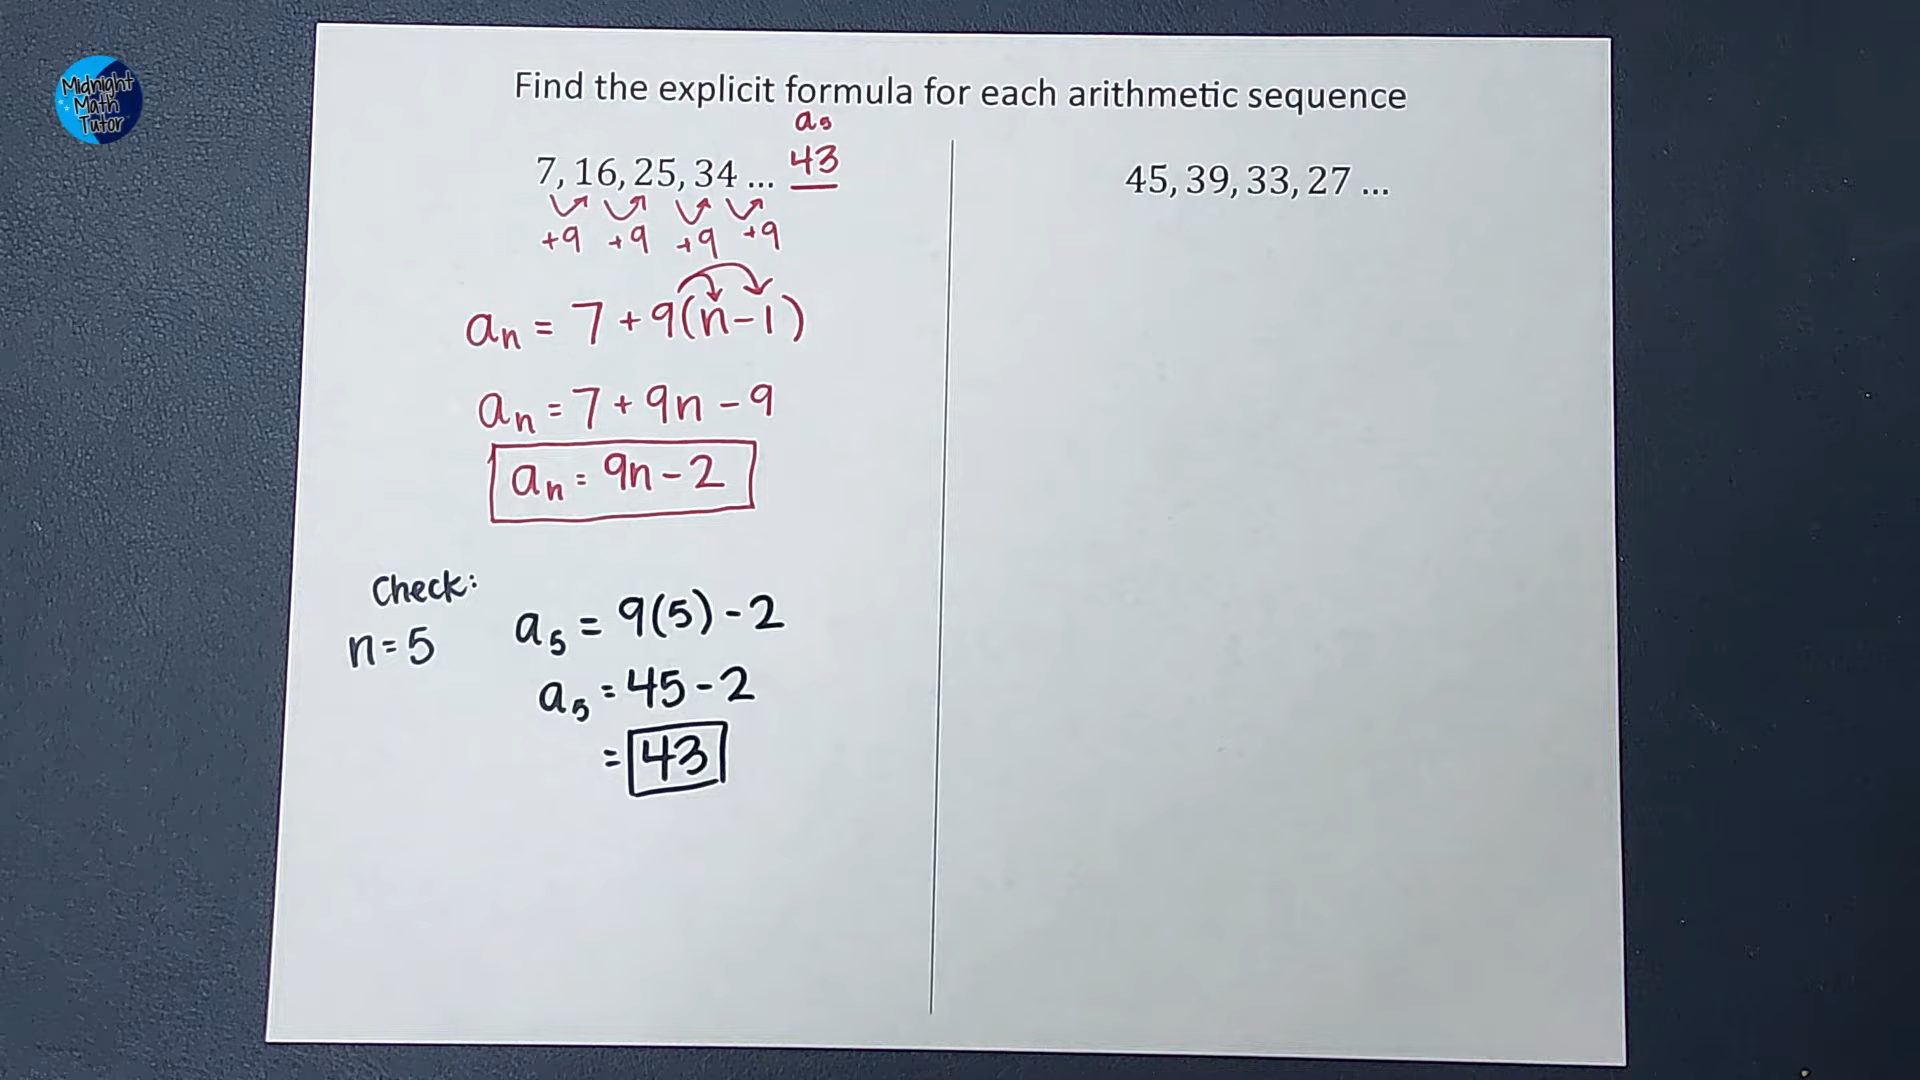 Midnight
Math
Tutor
Find the explicit formula for each arithmetic sequence
a₅
7, 16, 25, 34 ... 43
+9 +9 +9 +9
aₙ = 7 + 9(n-1)
aₙ = 7 + 9n - 9
aₙ = 9n - 2
Check:
n=5
a₅ = 9(5) - 2
a₅ = 45 - 2
= 43
45, 39, 33, 27 ...